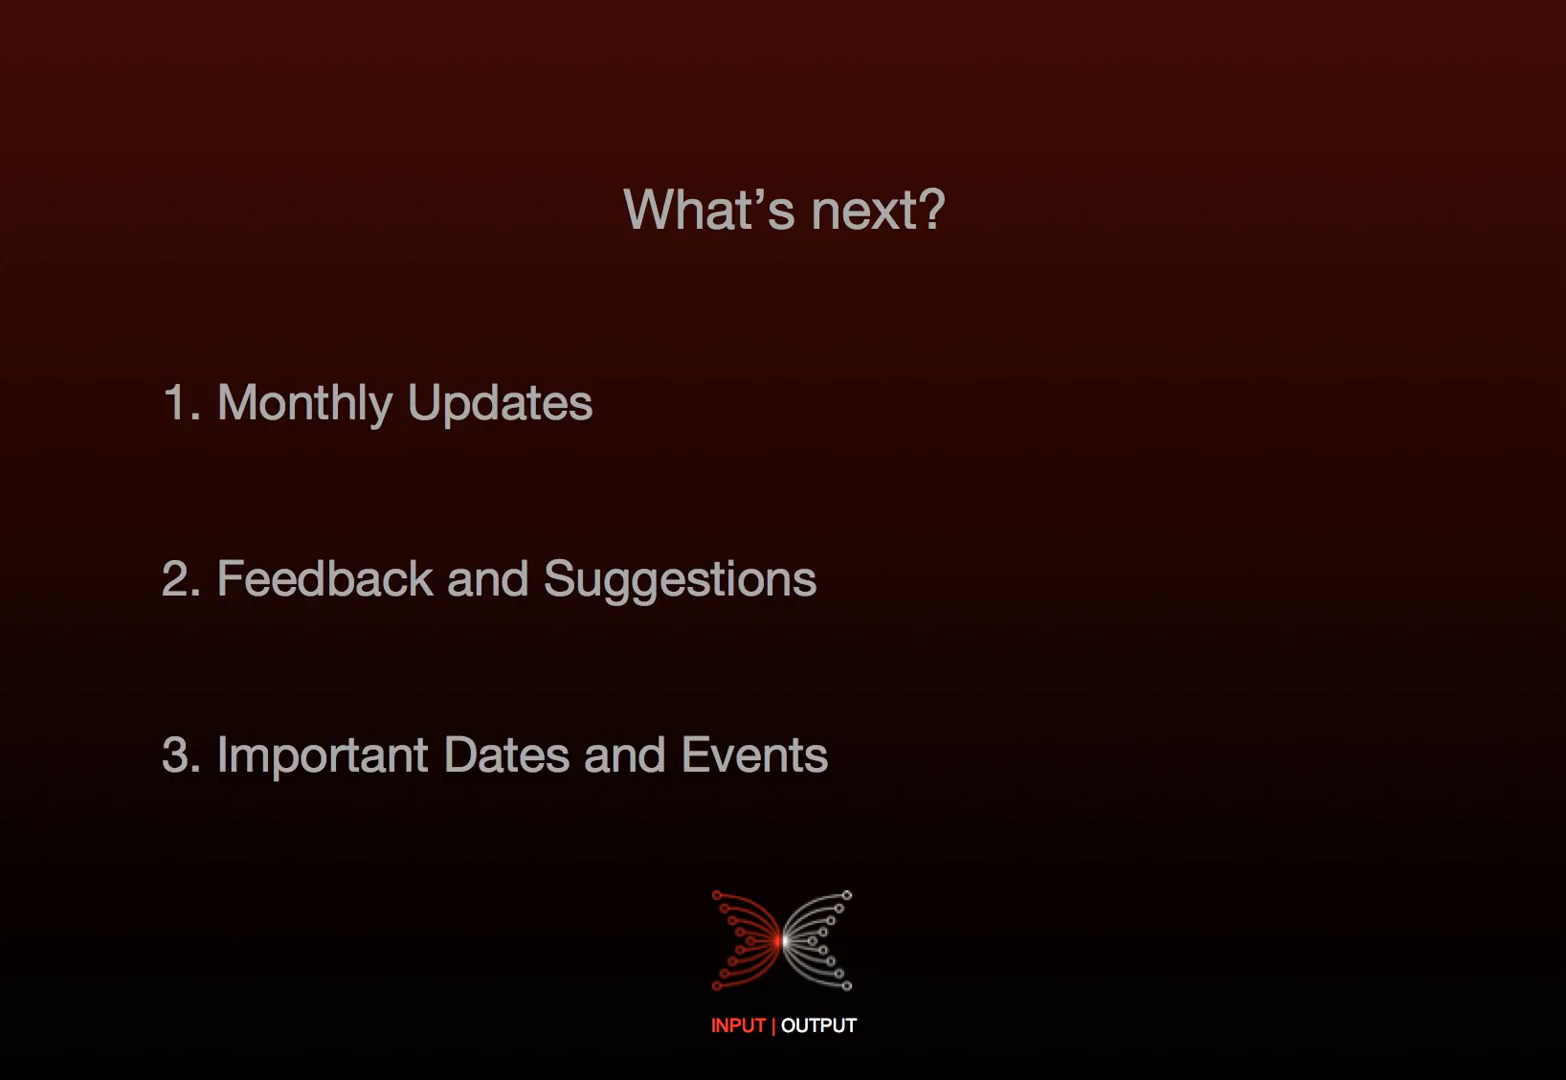 What’s next?
1. Monthly Updates
2. Feedback and Suggestions
3. Important Dates and Events
INPUT | OUTPUT